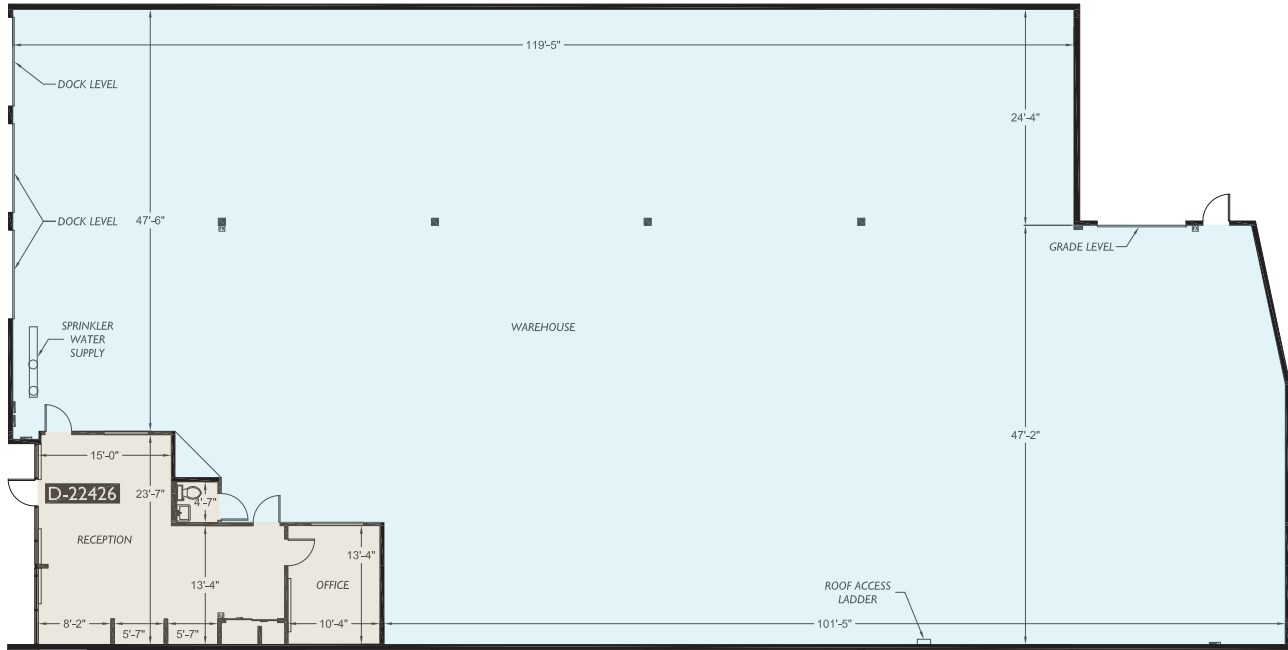 119'-5"
DOCK LEVEL
24'-4"
DOCK LEVEL
47'-6"
GRADE LEVEL
SPRINKLER
WATER
SUPPLY
WAREHOUSE
47'-2"
15'-0"
D-22426
23'-7"
4'-7"
RECEPTION
13'-4"
13'-4"
OFFICE
ROOF ACCESS
LADDER
8'-2"
5'-7"
5'-7"
10'-4"
101'-5"